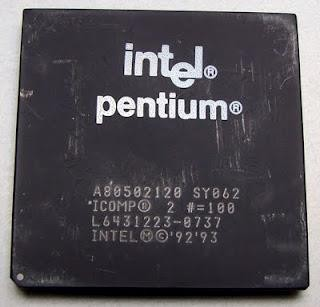 intel®
pentium®
A80502120 SY062
ICOMP® 2 #=100
L6431223-0737
INTEL Ⓜ © '92 '93